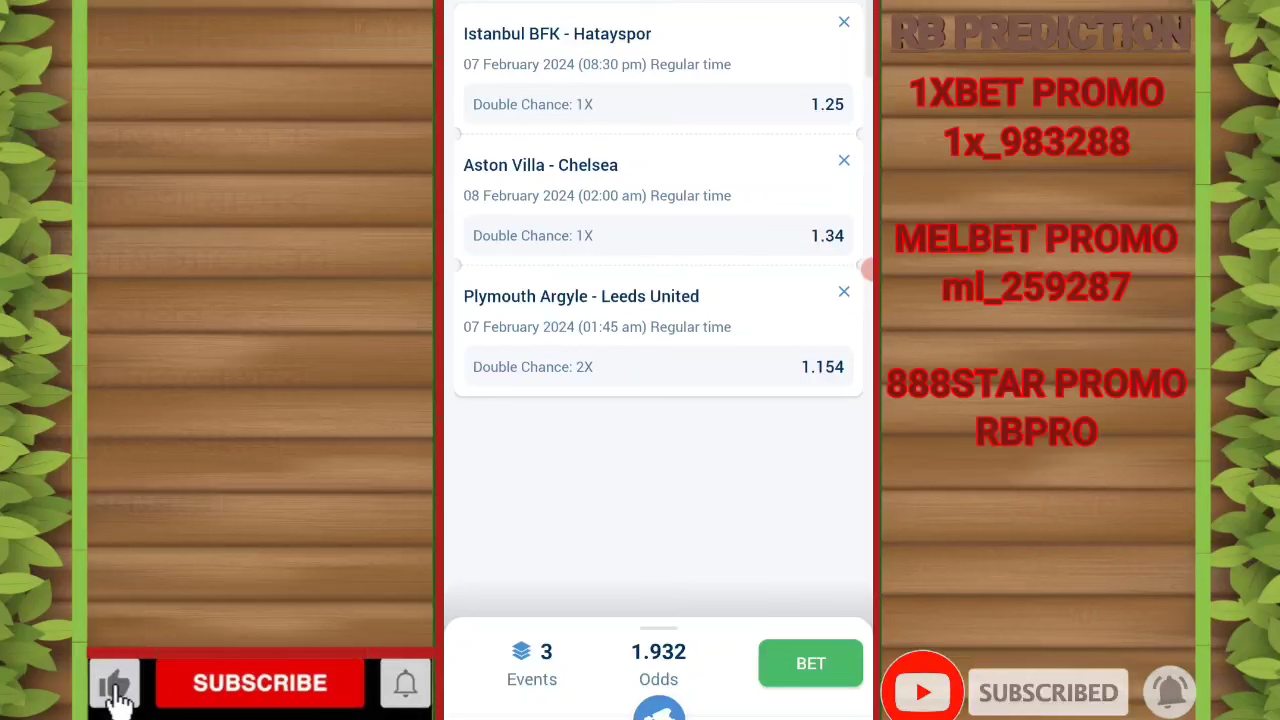 Istanbul BFK - Hatayspor
07 February 2024 (08:30 pm) Regular time
Double Chance: 1X 1.25
Aston Villa - Chelsea
08 February 2024 (02:00 am) Regular time
Double Chance: 1X 1.34
Plymouth Argyle - Leeds United
07 February 2024 (01:45 am) Regular time
Double Chance: 2X 1.154
3
Events
1.932
Odds
BET
RB PREDICTION
1XBET PROMO
1x_983288
MELBET PROMO
ml_259287
888STAR PROMO
RBPRO
SUBSCRIBE
SUBSCRIBED